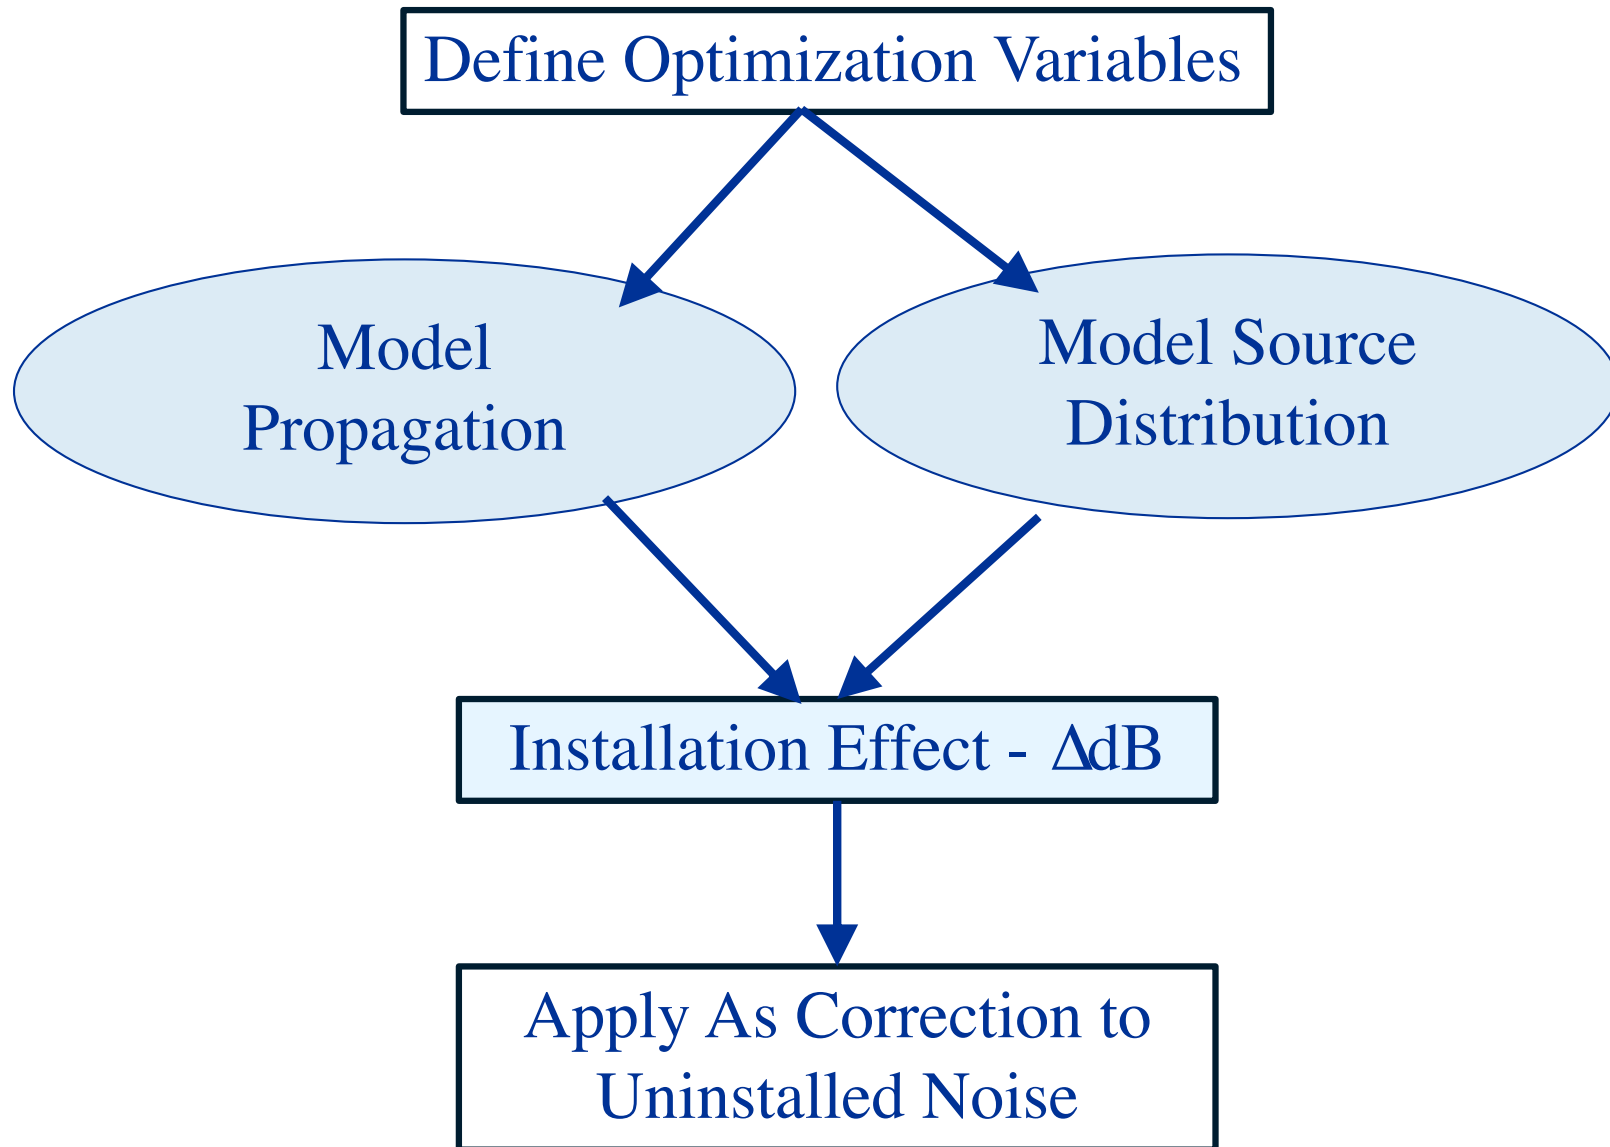 Define Optimization Variables
Model
Propagation
Model Source
Distribution
Installation Effect - ΔdB
Apply As Correction to
Uninstalled Noise